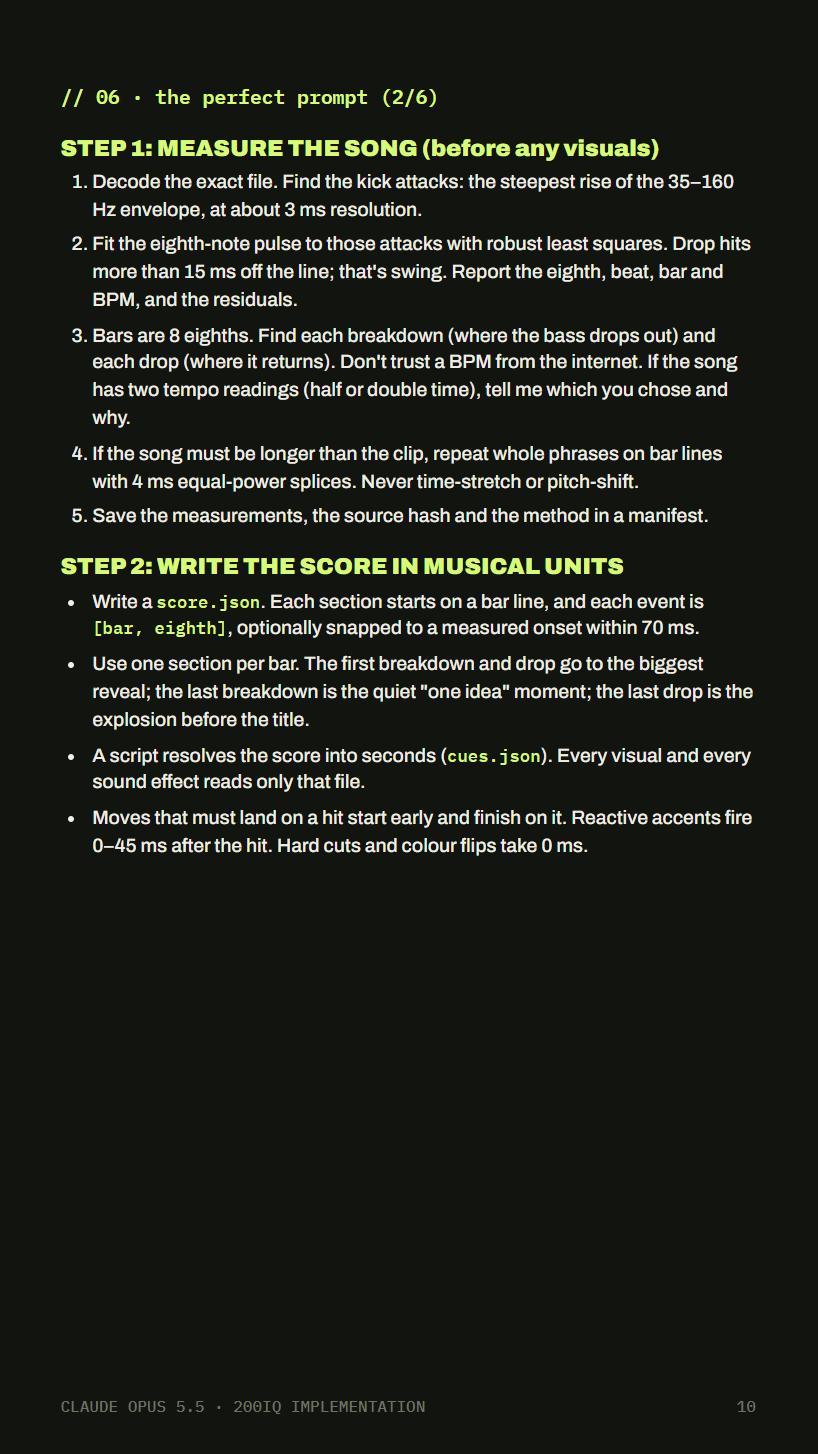 // 06 · the perfect prompt (2/6)
STEP 1: MEASURE THE SONG (before any visuals)
1. Decode the exact file. Find the kick attacks: the steepest rise of the 35–160
Hz envelope, at about 3 ms resolution.
2. Fit the eighth-note pulse to those attacks with robust least squares. Drop hits
more than 15 ms off the line; that's swing. Report the eighth, beat, bar and
BPM, and the residuals.
3. Bars are 8 eighths. Find each breakdown (where the bass drops out) and
each drop (where it returns). Don't trust a BPM from the internet. If the song
has two tempo readings (half or double time), tell me which you chose and
why.
4. If the song must be longer than the clip, repeat whole phrases on bar lines
with 4 ms equal-power splices. Never time-stretch or pitch-shift.
5. Save the measurements, the source hash and the method in a manifest.
STEP 2: WRITE THE SCORE IN MUSICAL UNITS
• Write a score.json. Each section starts on a bar line, and each event is
[bar, eighth], optionally snapped to a measured onset within 70 ms.
• Use one section per bar. The first breakdown and drop go to the biggest
reveal; the last breakdown is the quiet "one idea" moment; the last drop is the
explosion before the title.
• A script resolves the score into seconds (cues.json). Every visual and every
sound effect reads only that file.
• Moves that must land on a hit start early and finish on it. Reactive accents fire
0–45 ms after the hit. Hard cuts and colour flips take 0 ms.
CLAUDE OPUS 5.5 · 200IQ IMPLEMENTATION
10